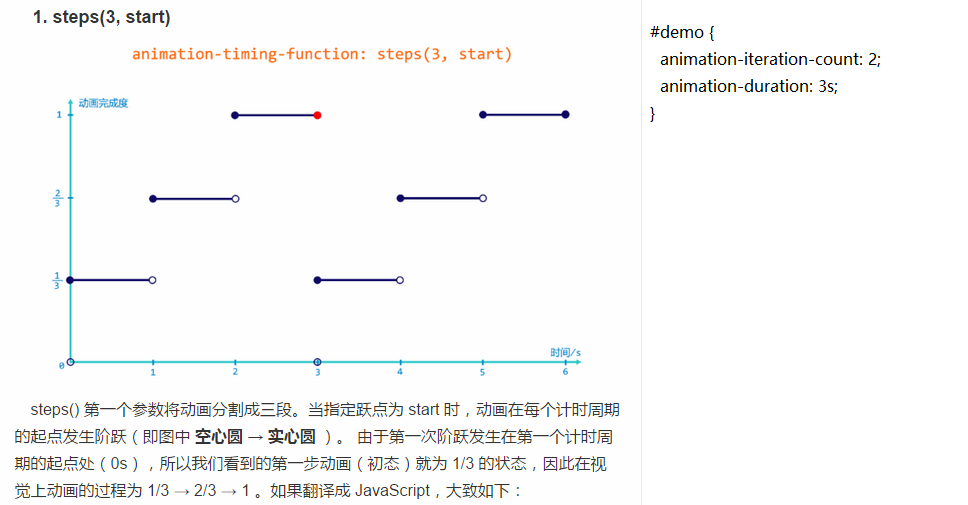 1. steps(3, start)
animation-timing-function: steps(3, start)
动画完成度
1
2
3
1
3
0
1
2
3
4
5
6
时间/s
steps() 第一个参数将动画分割成三段。当指定跃点为 start 时，动画在每个计时周期
的起点发生阶跃（即图中 空心圆 → 实心圆 ）。 由于第一次阶跃发生在第一个计时周
期的起点处（0s），所以我们看到的第一步动画（初态）就为 1/3 的状态，因此在视
觉上动画的过程为 1/3 → 2/3 → 1 。如果翻译成 JavaScript，大致如下：
#demo {
animation-iteration-count: 2;
animation-duration: 3s;
}